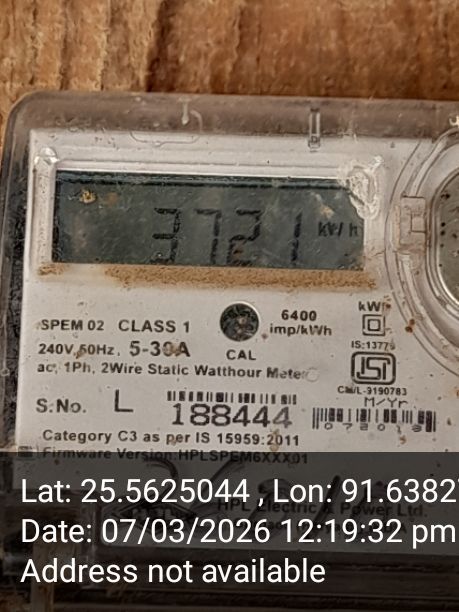 3721 kW h
SPEM 02 CLASS 1
6400
imp/kWh
kWh
240V, 50Hz, 5-30A
CAL
IS:13779
ac, 1Ph, 2Wire Static Watthour Meter
CM/L-9190783
M/Yr
S.No. L 188444
072013
Category C3 as per IS 15959:2011
Firmware Version:HPLSPEM6XXX01
HPL Electric & Power Ltd.
Lat: 25.5625044 , Lon: 91.6382
Date: 07/03/2026 12:19:32 pm
Address not available